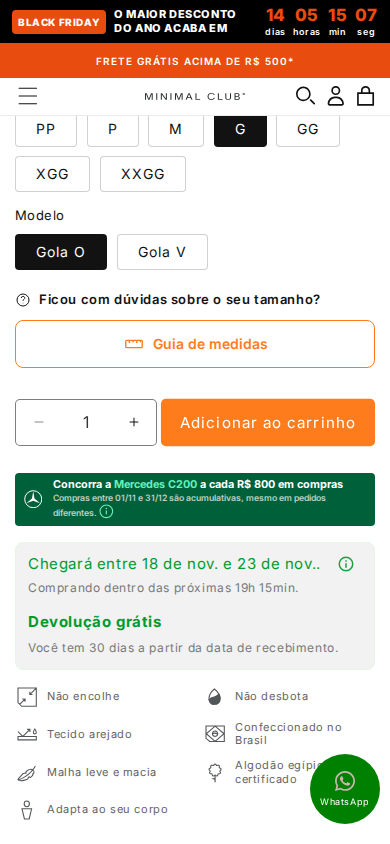 BLACK FRIDAY
O MAIOR DESCONTO
DO ANO ACABA EM
14 05 15 07
dias horas min seg
FRETE GRÁTIS ACIMA DE R$ 500*
MINIMAL CLUB
PP P M G GG
XGG XXGG
Modelo
Gola O Gola V
Ficou com dúvidas sobre o seu tamanho?
Guia de medidas
− 1 + Adicionar ao carrinho
Concorra a Mercedes C200 a cada R$ 800 em compras
Compras entre 01/11 e 31/12 são acumulativas, mesmo em pedidos
diferentes.
Chegará entre 18 de nov. e 23 de nov..
Comprando dentro das próximas 19h 15min.
Devolução grátis
Você tem 30 dias a partir da data de recebimento.
Não encolhe
Não desbota
Tecido arejado
Confeccionado no
Brasil
Malha leve e macia
Algodão
certificado
Adapta ao seu corpo
WhatsApp